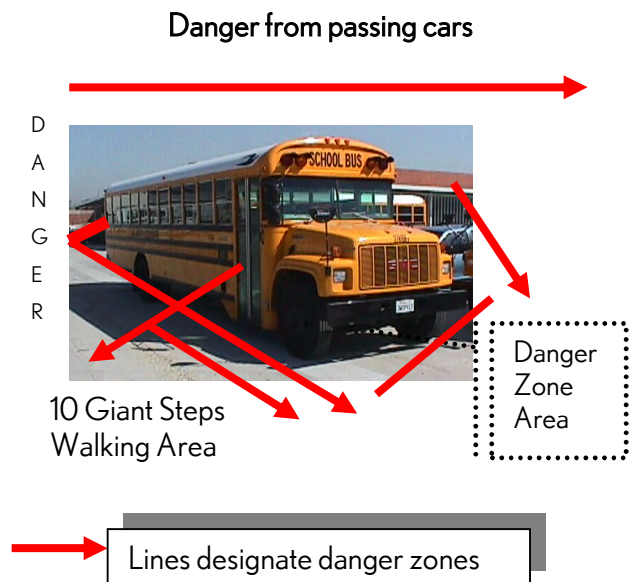 Danger from passing cars
D
A
N
G
E
R
SCHOOL BUS
10 Giant Steps
Walking Area
Danger
Zone
Area
Lines designate danger zones